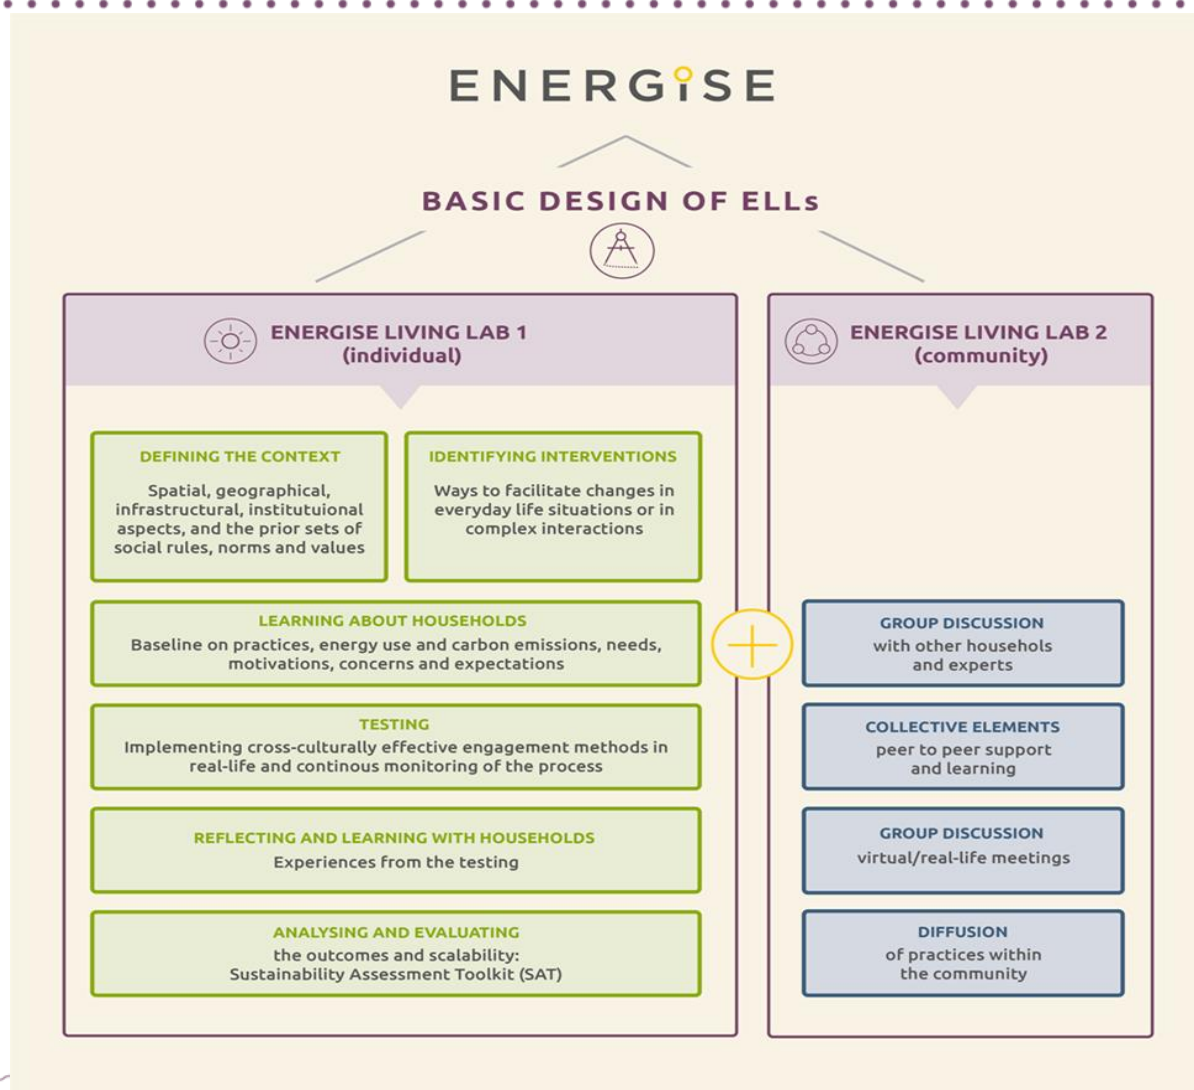 ENERGISE
BASIC DESIGN OF ELLs
ENERGISE LIVING LAB 1
(individual)
DEFINING THE CONTEXT
Spatial, geographical,
infrastructural, institutuional
aspects, and the prior sets of
social rules, norms and values
IDENTIFYING INTERVENTIONS
Ways to facilitate changes in
everyday life situations or in
complex interactions
LEARNING ABOUT HOUSEHOLDS
Baseline on practices, energy use and carbon emissions, needs,
motivations, concerns and expectations
TESTING
Implementing cross-culturally effective engagement methods in
real-life and continous monitoring of the process
REFLECTING AND LEARNING WITH HOUSEHOLDS
Experiences from the testing
ANALYSING AND EVALUATING
the outcomes and scalability:
Sustainability Assessment Toolkit (SAT)
ENERGISE LIVING LAB 2
(community)
GROUP DISCUSSION
with other househols
and experts
COLLECTIVE ELEMENTS
peer to peer support
and learning
GROUP DISCUSSION
virtual/real-life meetings
DIFFUSION
of practices within
the community